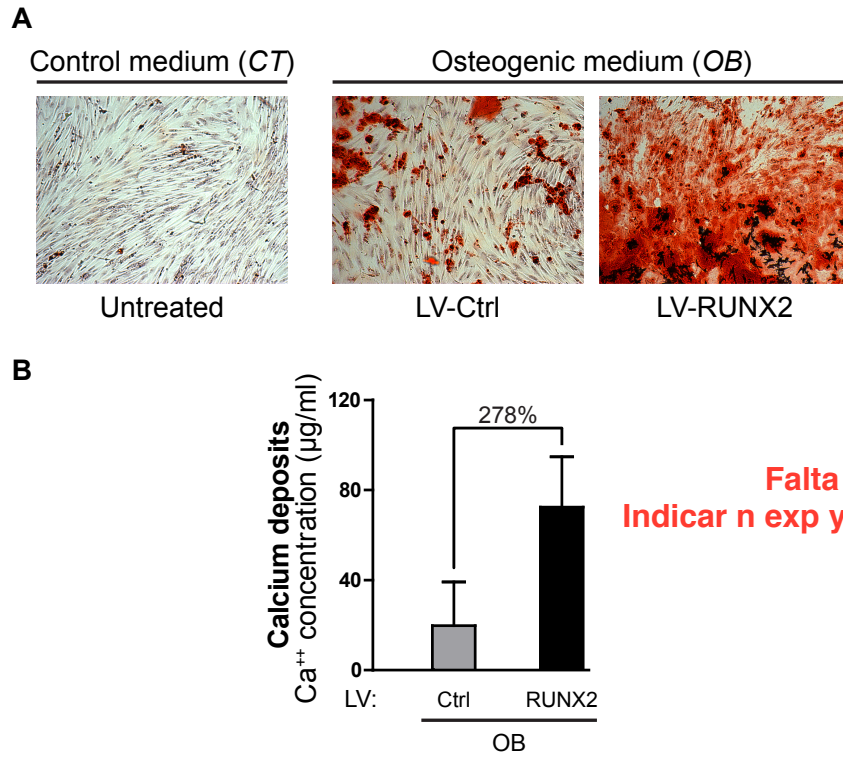 A
Control medium (CT)
Osteogenic medium (OB)
Untreated
LV-Ctrl
LV-RUNX2
B
Calcium deposits
Ca⁺⁺ concentration (μg/ml)
120
80
40
0
278%
LV:
Ctrl
RUNX2
OB
Falta
Indicar n exp y